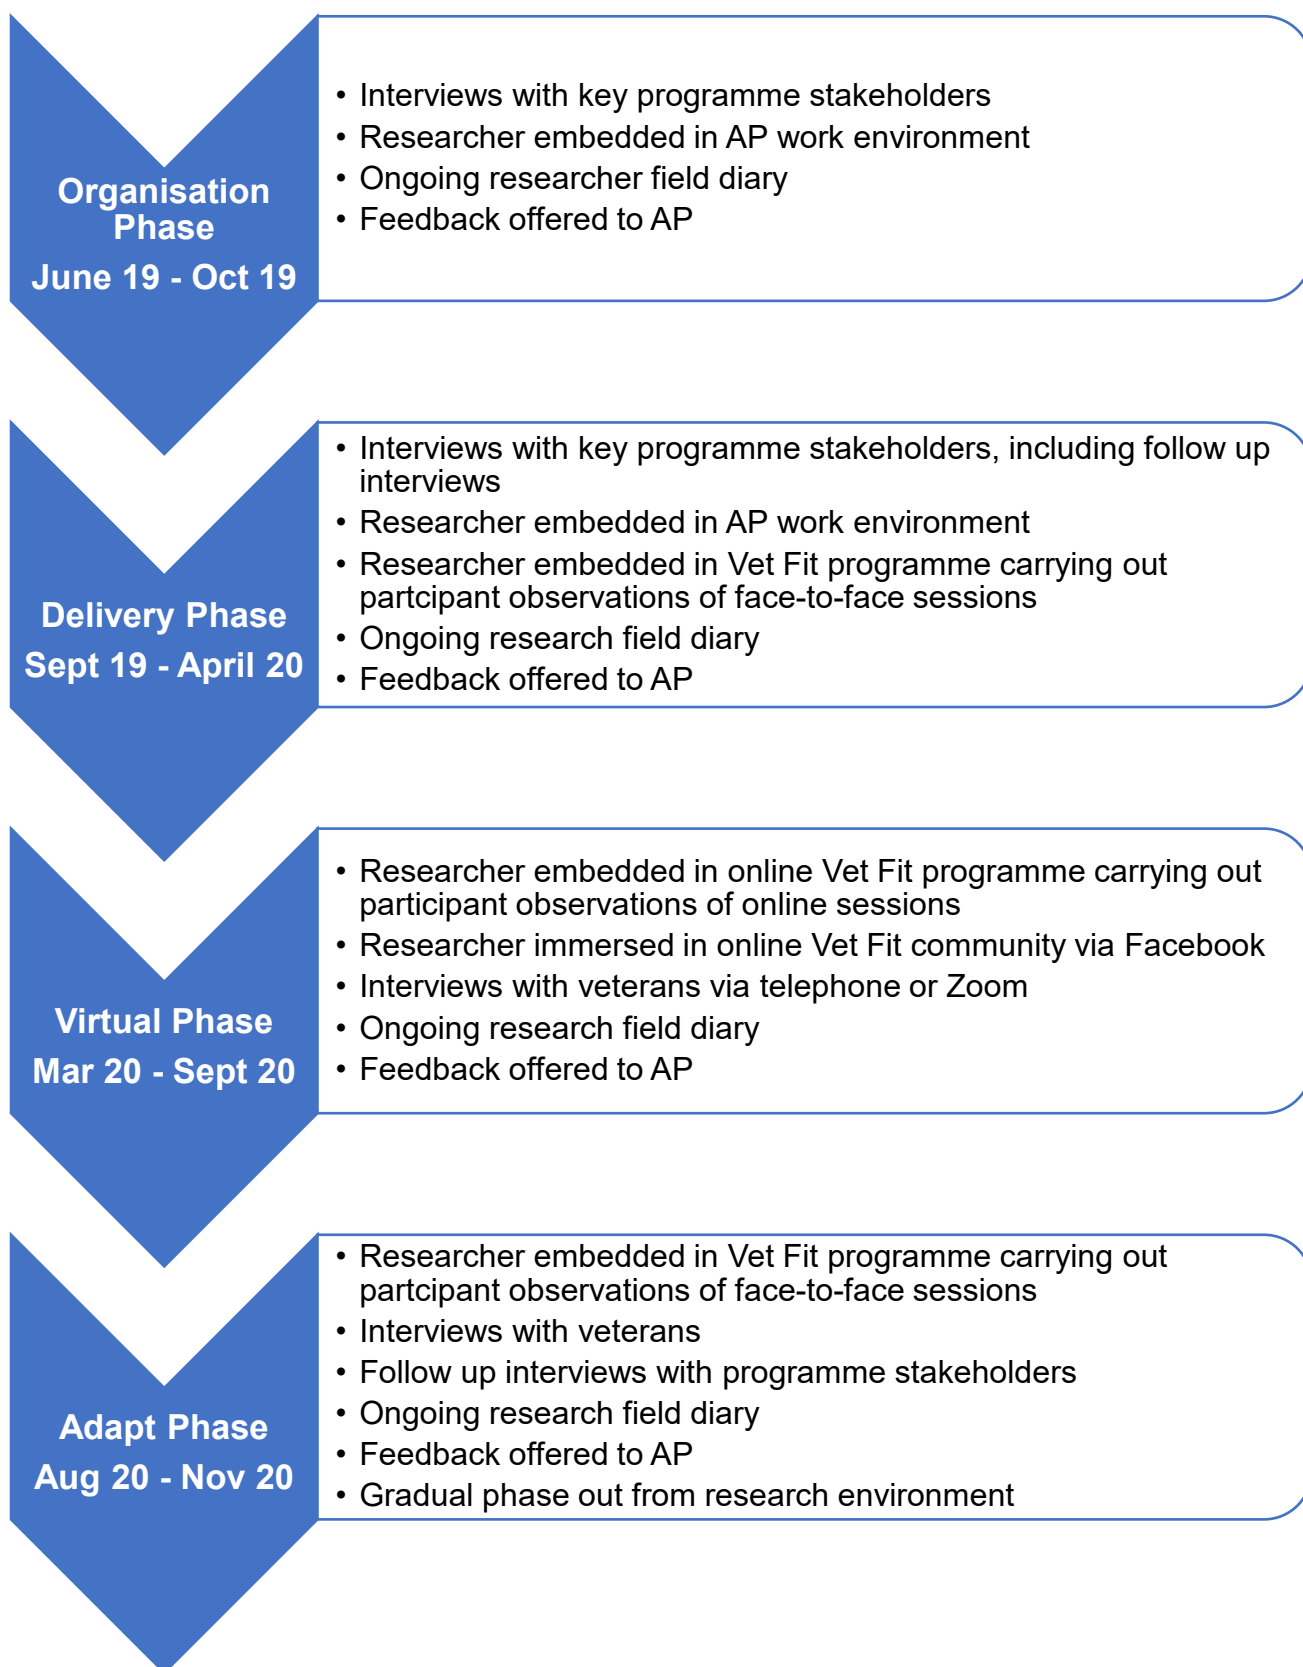 Organisation
Phase
June 19 - Oct 19
• Interviews with key programme stakeholders
• Researcher embedded in AP work environment
• Ongoing researcher field diary
• Feedback offered to AP
Delivery Phase
Sept 19 - April 20
• Interviews with key programme stakeholders, including follow up
interviews
• Researcher embedded in AP work environment
• Researcher embedded in Vet Fit programme carrying out
partcipant observations of face-to-face sessions
• Ongoing research field diary
• Feedback offered to AP
Virtual Phase
Mar 20 - Sept 20
• Researcher embedded in online Vet Fit programme carrying out
participant observations of online sessions
• Researcher immersed in online Vet Fit community via Facebook
• Interviews with veterans via telephone or Zoom
• Ongoing research field diary
• Feedback offered to AP
Adapt Phase
Aug 20 - Nov 20
• Researcher embedded in Vet Fit programme carrying out
partcipant observations of face-to-face sessions
• Interviews with veterans
• Follow up interviews with programme stakeholders
• Ongoing research field diary
• Feedback offered to AP
• Gradual phase out from research environment